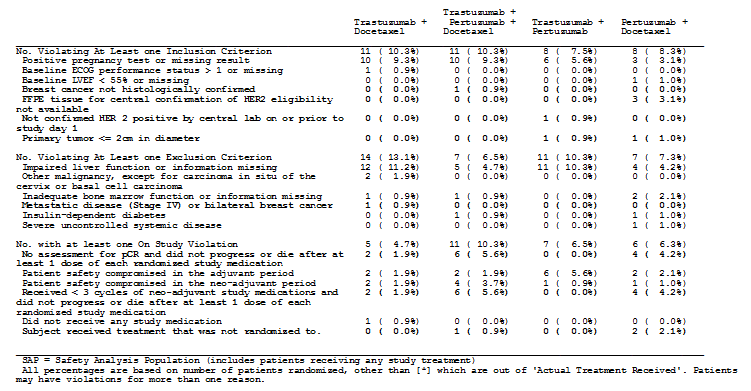 Trastuzumab +
Trastuzumab + Pertuzumab + Trastuzumab + Pertuzumab +
Docetaxel Docetaxel Pertuzumab Docetaxel
No. Violating At Least one Inclusion Criterion 11 ( 10.3%) 11 ( 10.3%) 8 ( 7.5%) 8 ( 8.3%)
Positive pregnancy test or missing result 10 ( 9.3%) 10 ( 9.3%) 6 ( 5.6%) 3 ( 3.1%)
Baseline ECOG performance status > 1 or missing 1 ( 0.9%) 0 ( 0.0%) 0 ( 0.0%) 0 ( 0.0%)
Baseline LVEF < 55% or missing 0 ( 0.0%) 0 ( 0.0%) 0 ( 0.0%) 1 ( 1.0%)
Breast cancer not histologically confirmed 0 ( 0.0%) 1 ( 0.9%) 0 ( 0.0%) 0 ( 0.0%)
FFPE tissue for central confirmation of HER2 eligibility 0 ( 0.0%) 0 ( 0.0%) 0 ( 0.0%) 3 ( 3.1%)
not available
Not confirmed HER 2 positive by central lab on or prior to 0 ( 0.0%) 0 ( 0.0%) 1 ( 0.9%) 0 ( 0.0%)
study day 1
Primary tumor <= 2cm in diameter 0 ( 0.0%) 0 ( 0.0%) 1 ( 0.9%) 1 ( 1.0%)
No. Violating At Least one Exclusion Criterion 14 ( 13.1%) 7 ( 6.5%) 11 ( 10.3%) 7 ( 7.3%)
Impaired liver function or information missing 12 ( 11.2%) 5 ( 4.7%) 11 ( 10.3%) 4 ( 4.2%)
Other malignancy, except for carcinoma in situ of the 2 ( 1.9%) 0 ( 0.0%) 0 ( 0.0%) 0 ( 0.0%)
cervix or basal cell carcinoma
Inadequate bone marrow function or information missing 1 ( 0.9%) 1 ( 0.9%) 0 ( 0.0%) 2 ( 2.1%)
Metastatic disease (Stage IV) or bilateral breast cancer 1 ( 0.9%) 0 ( 0.0%) 0 ( 0.0%) 0 ( 0.0%)
Insulin-dependent diabetes 0 ( 0.0%) 1 ( 0.9%) 0 ( 0.0%) 1 ( 1.0%)
Severe uncontrolled systemic disease 0 ( 0.0%) 0 ( 0.0%) 0 ( 0.0%) 1 ( 1.0%)
No. with at least one On Study Violation 5 ( 4.7%) 11 ( 10.3%) 7 ( 6.5%) 6 ( 6.3%)
No assessment for pCR and did not progress or die after at 2 ( 1.9%) 6 ( 5.6%) 0 ( 0.0%) 4 ( 4.2%)
least 1 dose of each randomised study medication
Patient safety compromised in the adjuvant period 2 ( 1.9%) 2 ( 1.9%) 6 ( 5.6%) 2 ( 2.1%)
Patient safety compromised in the neo-adjuvant period 2 ( 1.9%) 4 ( 3.7%) 1 ( 0.9%) 1 ( 1.0%)
Received < 3 cycles of neo-adjuvant study medications and 2 ( 1.9%) 6 ( 5.6%) 0 ( 0.0%) 4 ( 4.2%)
did not progress or die after at least 1 dose of each
randomized study medication
Did not receive any study medication 1 ( 0.9%) 0 ( 0.0%) 0 ( 0.0%) 0 ( 0.0%)
Subject received treatment that was not randomized to. 0 ( 0.0%) 1 ( 0.9%) 0 ( 0.0%) 2 ( 2.1%)
SAP = Safety Analysis Population (includes patients receiving any study treatment)
All percentages are based on number of patients randomized, other than [*] which are out of 'Actual Treatment Received'. Patients
may have violations for more than one reason.